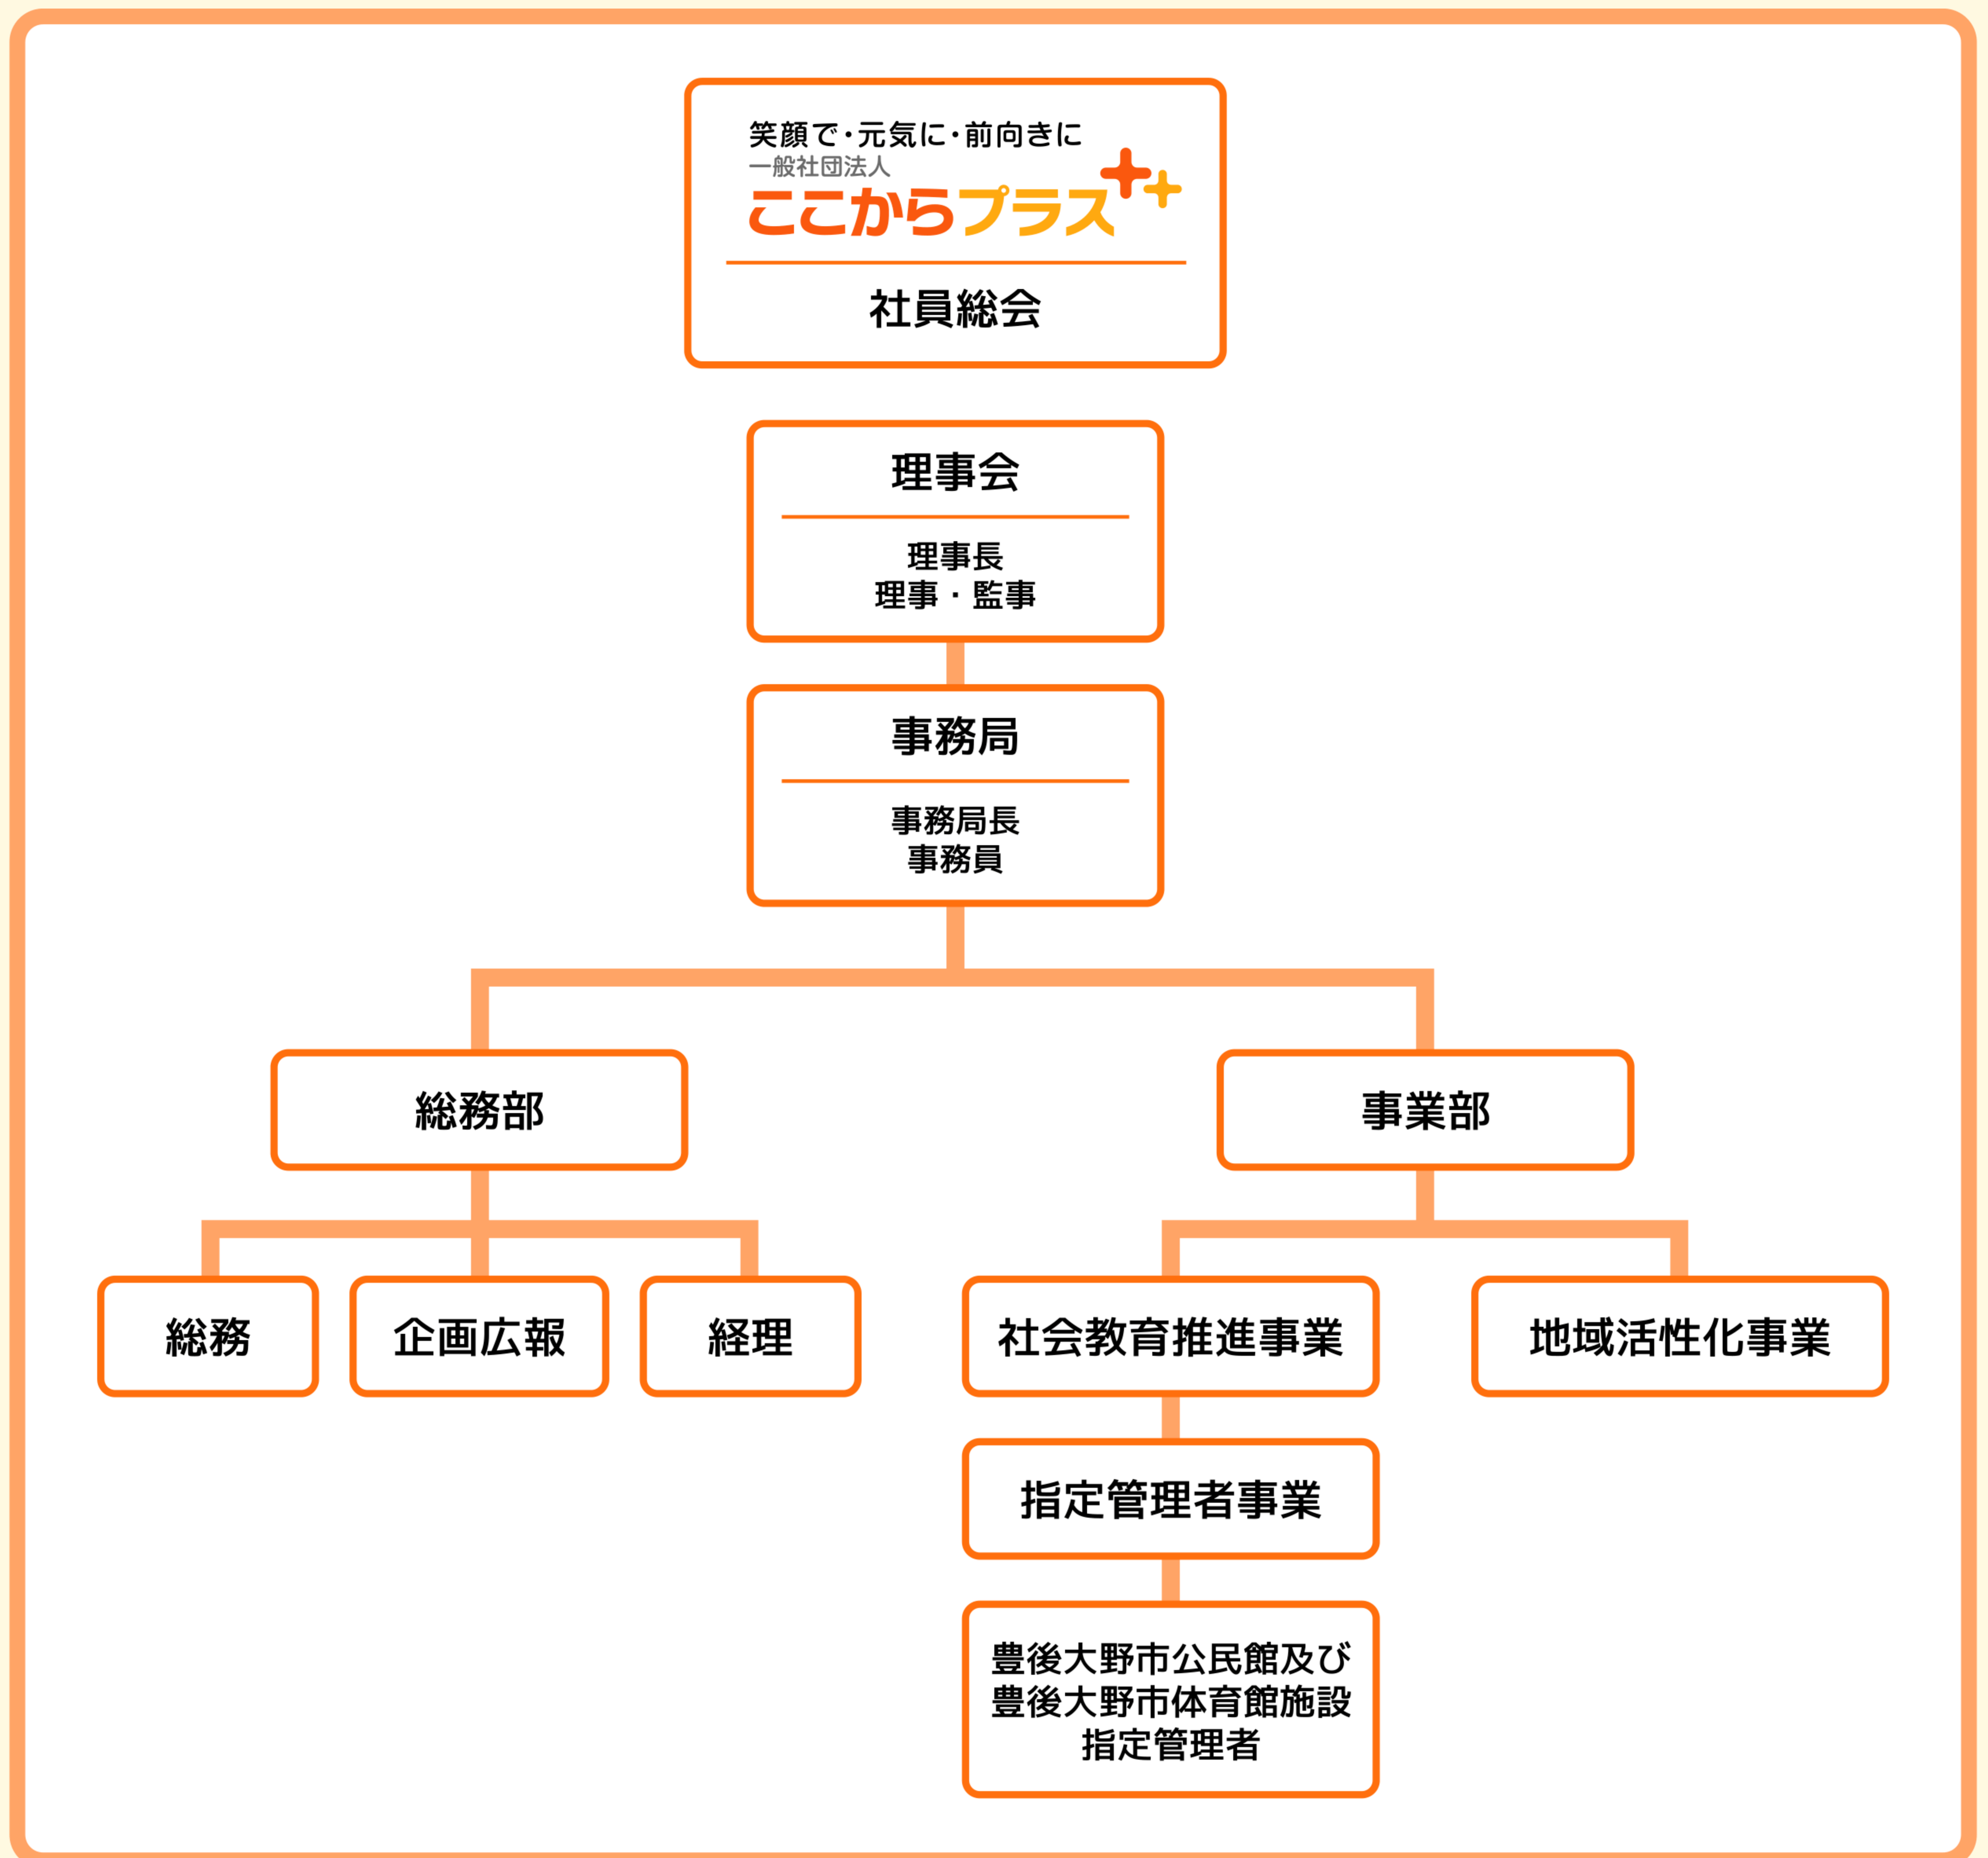 笑顔で・元気に・前向きに
一般社団法人
ここからプラス
社員総会
理事会
理事長
理事・監事
事務局
事務局長
事務員
総務部
事業部
総務
企画広報
経理
社会教育推進事業
地域活性化事業
指定管理者事業
豊後大野市公民館及び
豊後大野市体育館施設
指定管理者